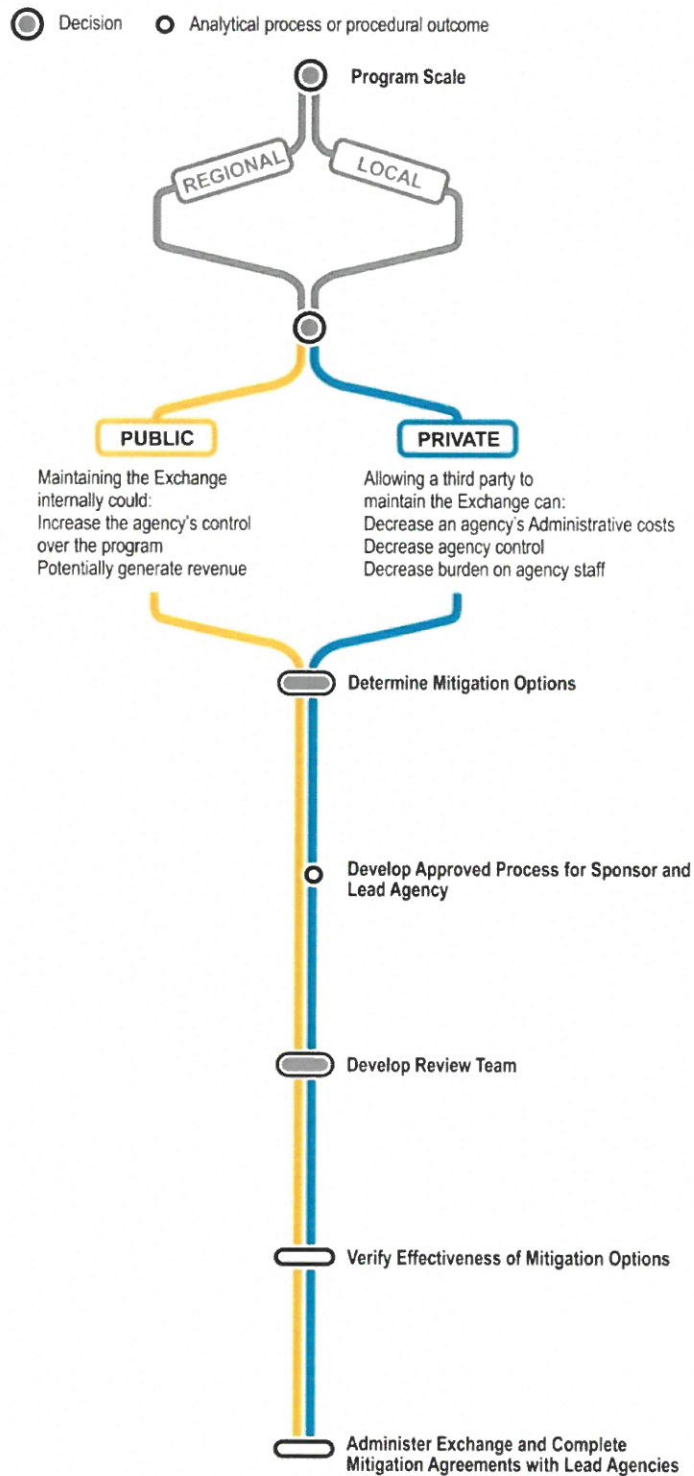 Decision
Analytical process or procedural outcome
Program Scale
REGIONAL
LOCAL
PUBLIC
Maintaining the Exchange
internally could:
Increase the agency's control
over the program
Potentially generate revenue
PRIVATE
Allowing a third party to
maintain the Exchange can:
Decrease an agency's Administrative costs
Decrease agency control
Decrease burden on agency staff
Determine Mitigation Options
Develop Approved Process for Sponsor and
Lead Agency
Develop Review Team
Verify Effectiveness of Mitigation Options
Administer Exchange and Complete
Mitigation Agreements with Lead Agencies